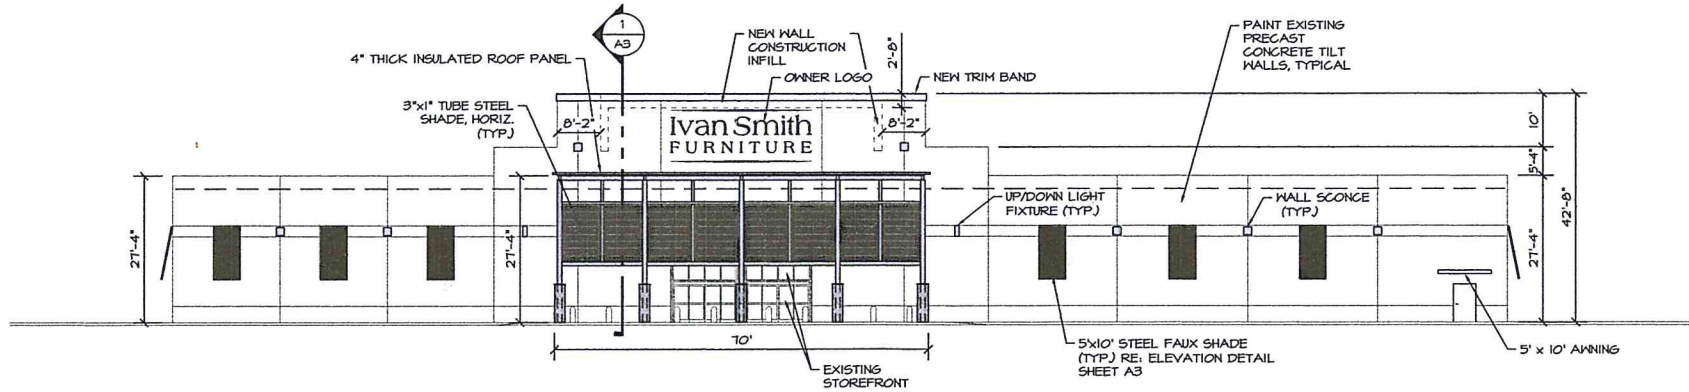 1
A3
4" THICK INSULATED ROOF PANEL
NEW WALL
CONSTRUCTION
INFILL
OWNER LOGO
2'-8"
NEW TRIM BAND
PAINT EXISTING
PRECAST
CONCRETE TILT
WALLS, TYPICAL
3"x1" TUBE STEEL
SHADE, HORIZ.
(TYP.)
8'-2"
8'-2"
Ivan Smith
FURNITURE
10'
5'-4"
42'-8"
27'-4"
27'-4"
27'-4"
UP/DOWN LIGHT
FIXTURE (TYP.)
WALL SCONCE
(TYP.)
70'
EXISTING
STOREFRONT
5'x10' STEEL FAUX SHADE
(TYP.) RE: ELEVATION DETAIL
SHEET A3
5' x 10' AWNING